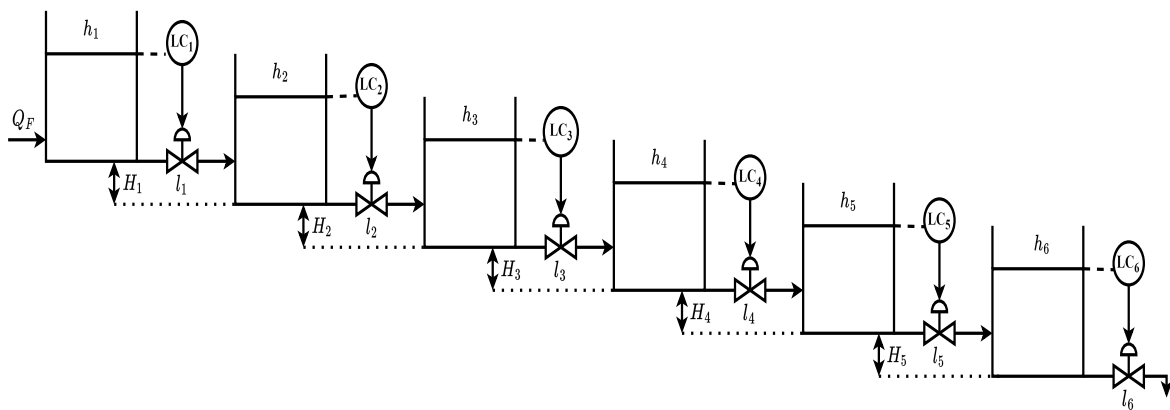 h₁
LC₁
Q_F
H₁
l₁
h₂
LC₂
H₂
l₂
h₃
LC₃
H₃
l₃
h₄
LC₄
H₄
l₄
h₅
LC₅
H₅
l₅
h₆
LC₆
l₆